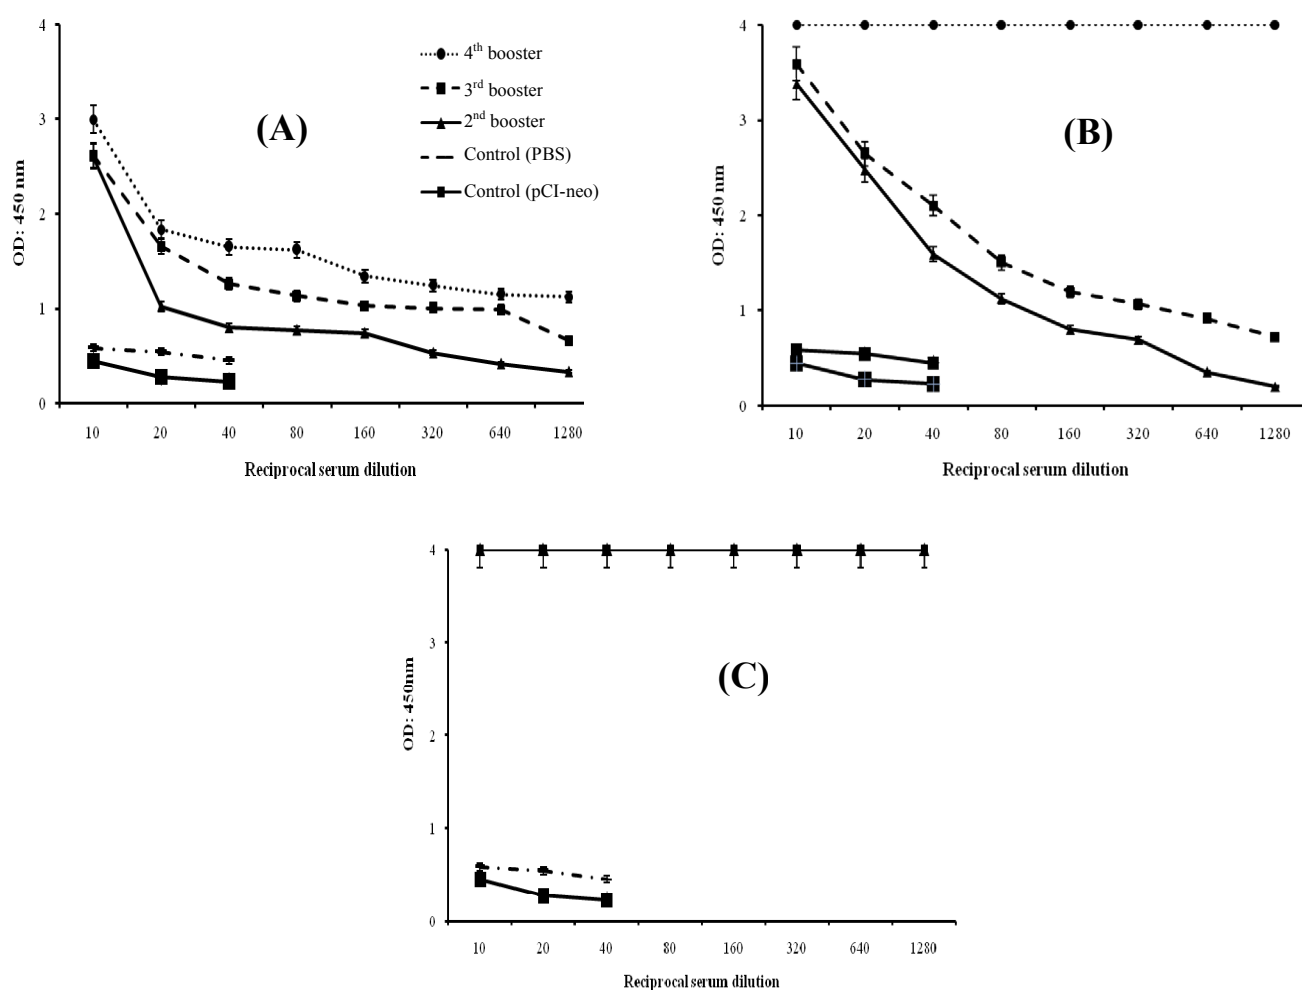 4
3
2
1
0
OD: 450 nm
(A)
4th booster
3rd booster
2nd booster
Control (PBS)
Control (pCI-neo)
10 20 40 80 160 320 640 1280
Reciprocal serum dilution
4
3
2
1
0
OD: 450 nm
(B)
10 20 40 80 160 320 640 1280
Reciprocal serum dilution
4
3
2
1
0
OD: 450nm
(C)
10 20 40 80 160 320 640 1280
Reciprocal serum dilution